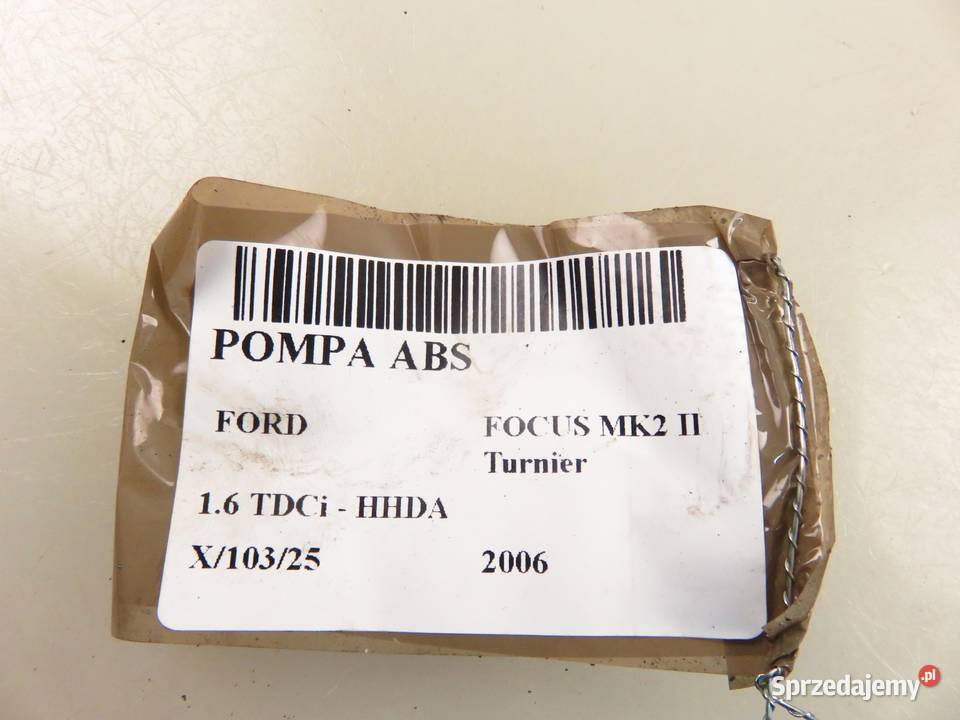 POMPA ABS
FORD
FOCUS MK2 II
Turnier
1.6 TDCi - HHDA
X/103/25
2006
Sprzedajemy.pl